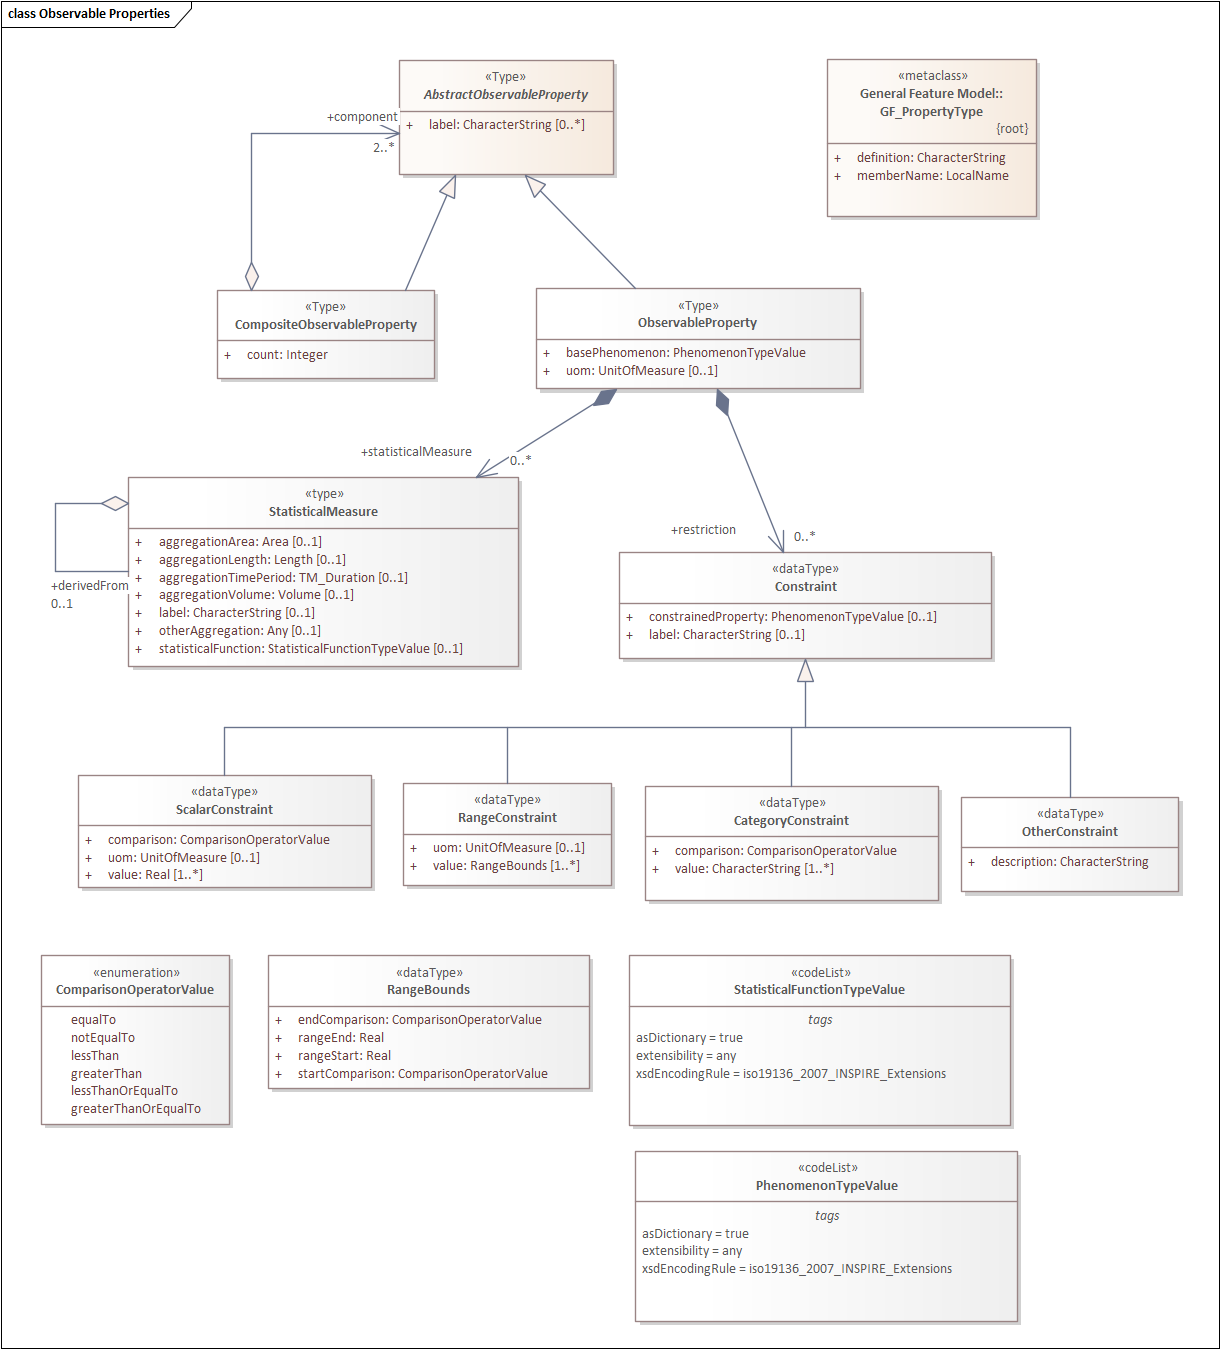 class Observable Properties
«Type»
AbstractObservableProperty
+ label: CharacterString [0..*]
«metaclass»
General Feature Model::
GF_PropertyType
{root}
+ definition: CharacterString
+ memberName: LocalName
+component
2..*
«Type»
CompositeObservableProperty
+ count: Integer
«Type»
ObservableProperty
+ basePhenomenon: PhenomenonTypeValue
+ uom: UnitOfMeasure [0..1]
+statisticalMeasure
0..*
«type»
StatisticalMeasure
+ aggregationArea: Area [0..1]
+ aggregationLength: Length [0..1]
+ aggregationTimePeriod: TM_Duration [0..1]
+ aggregationVolume: Volume [0..1]
+ label: CharacterString [0..1]
+ otherAggregation: Any [0..1]
+ statisticalFunction: StatisticalFunctionTypeValue [0..1]
+derivedFrom
0..1
+restriction
0..*
«dataType»
Constraint
+ constrainedProperty: PhenomenonTypeValue [0..1]
+ label: CharacterString [0..1]
«dataType»
ScalarConstraint
+ comparison: ComparisonOperatorValue
+ uom: UnitOfMeasure [0..1]
+ value: Real [1..*]
«dataType»
RangeConstraint
+ uom: UnitOfMeasure [0..1]
+ value: RangeBounds [1..*]
«dataType»
CategoryConstraint
+ comparison: ComparisonOperatorValue
+ value: CharacterString [1..*]
«dataType»
OtherConstraint
+ description: CharacterString
«enumeration»
ComparisonOperatorValue
equalTo
notEqualTo
lessThan
greaterThan
lessThanOrEqualTo
greaterThanOrEqualTo
«dataType»
RangeBounds
+ endComparison: ComparisonOperatorValue
+ rangeEnd: Real
+ rangeStart: Real
+ startComparison: ComparisonOperatorValue
«codeList»
StatisticalFunctionTypeValue
tags
asDictionary = true
extensibility = any
xsdEncodingRule = iso19136_2007_INSPIRE_Extensions
«codeList»
PhenomenonTypeValue
tags
asDictionary = true
extensibility = any
xsdEncodingRule = iso19136_2007_INSPIRE_Extensions